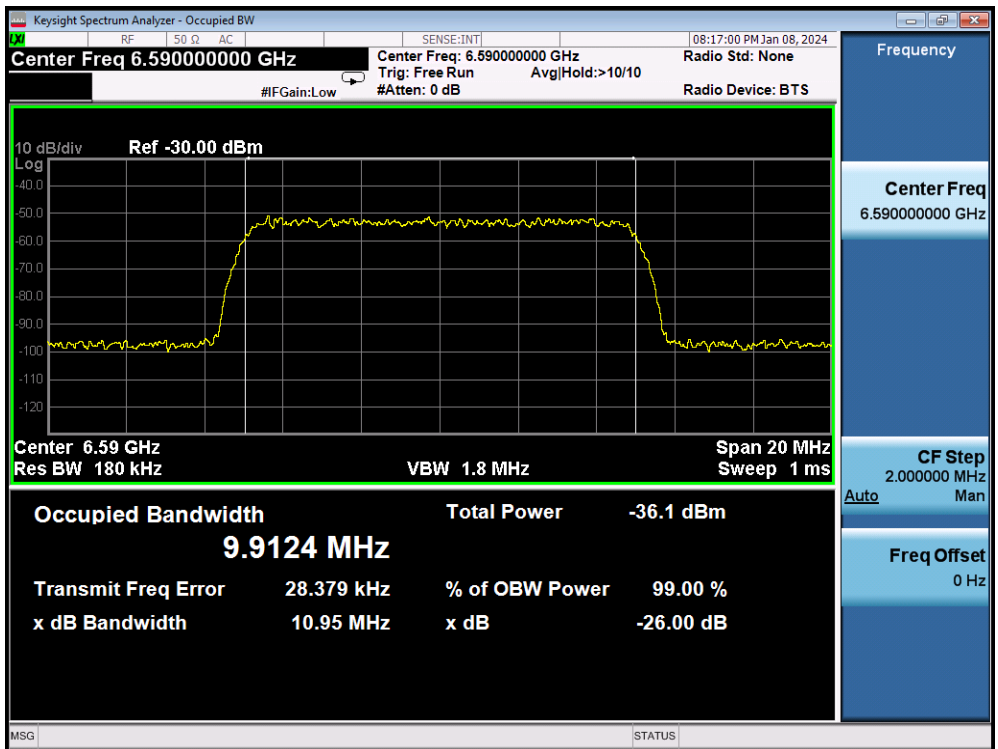 Keysight Spectrum Analyzer - Occupied BW
LXI RF 50 Ω AC SENSE:INT 08:17:00 PM Jan 08, 2024
Center Freq 6.590000000 GHz
Center Freq: 6.590000000 GHz
Radio Std: None
Trig: Free Run Avg|Hold:>10/10
#IFGain:Low
#Atten: 0 dB
Radio Device: BTS
10 dB/div Ref -30.00 dBm
Log
-40.0
-50.0
-60.0
-70.0
-80.0
-90.0
-100
-110
-120
Center 6.59 GHz Span 20 MHz
Res BW 180 kHz VBW 1.8 MHz Sweep 1 ms
Occupied Bandwidth Total Power -36.1 dBm
9.9124 MHz
Transmit Freq Error 28.379 kHz % of OBW Power 99.00 %
x dB Bandwidth 10.95 MHz x dB -26.00 dB
Frequency
Center Freq
6.590000000 GHz
CF Step
2.000000 MHz
Auto Man
Freq Offset
0 Hz
MSG STATUS